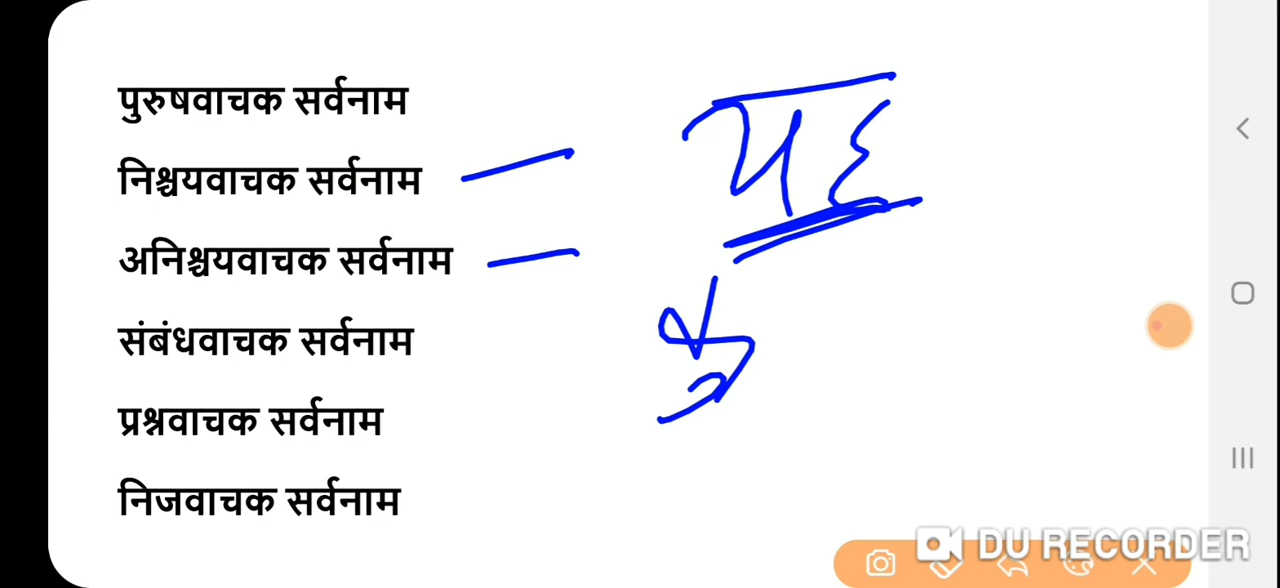 पुरुषवाचक सर्वनाम
निश्चयवाचक सर्वनाम
अनिश्चयवाचक सर्वनाम
संबंधवाचक सर्वनाम
प्रश्नवाचक सर्वनाम
निजवाचक सर्वनाम
यह
DU RECORDER